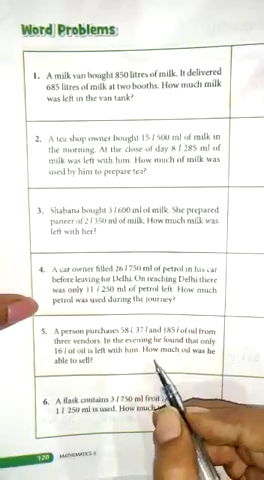 Word Problems
1. A milk van bought 850 litres of milk. It delivered
685 litres of milk at two booths. How much milk
was left in the van tank?
2. A tea shop owner bought 15 l 500 ml of milk in
the morning. At the close of day 8 l 285 ml of
milk was left with him. How much of milk was
used by him to prepare tea?
3. Shabana bought 3 l 600 ml of milk. She prepared
paneer of 2 l 350 ml of milk. How much milk was
left with her?
4. A car owner filled 26 l 750 ml of petrol in his car
before leaving for Delhi. On reaching Delhi there
was only 11 l 250 ml of petrol left. How much
petrol was used during the journey?
5. A person purchases 58 l, 37 l and 185 l of oil from
three vendors. In the evening he found that only
16 l of oil is left with him. How much oil was he
able to sell?
6. A flask contains 3 l 750 ml fruit
1 l 250 ml is used. How much
120 MATHEMATICS-4